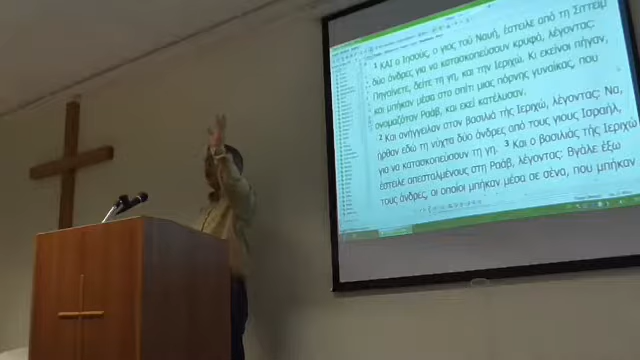 1 ΚΑΙ ο Ιησούς, ο γιος τού Ναυή, έστειλε από τη Σιττείμ
δύο άνδρες για να κατασκοπεύσουν κρυφά, λέγοντας:
Πηγαίνετε, δείτε τη γη, και την Ιεριχώ. Κι εκείνοι πήγαν,
και μπήκαν μέσα στο σπίτι μιας πόρνης γυναίκας, που
ονομαζόταν Ραάβ, και εκεί κατέλυσαν.
2 Και ανήγγειλαν στον βασιλιά τής Ιεριχώ, λέγοντας: Να,
ήρθαν εδώ τη νύχτα δύο άνδρες από τους γιους Ισραήλ,
για να κατασκοπεύσουν τη γη. 3 Και ο βασιλιάς τής Ιεριχώ
έστειλε απεσταλμένους στη Ραάβ, λέγοντας: Βγάλε έξω
τους άνδρες, οι οποίοι μπήκαν μέσα σε σένα, που μπήκαν